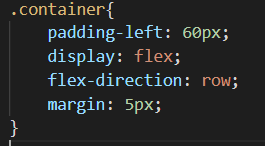 .container{
    padding-left: 60px;
    display: flex;
    flex-direction: row;
    margin: 5px;
}